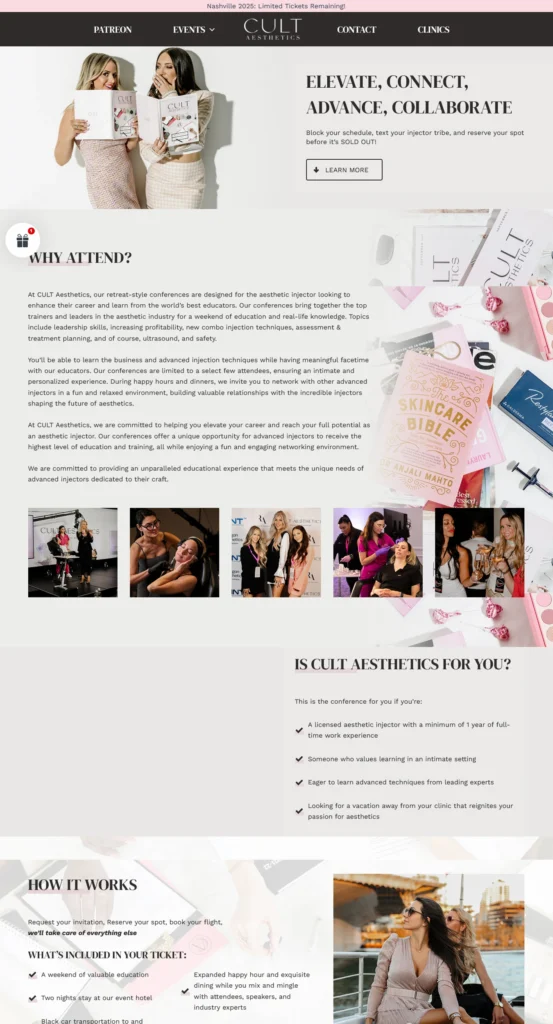 Nashville 2025: Limited Tickets Remaining!
PATREON
EVENTS
CULT
AESTHETICS
CONTACT
CLINICS
ELEVATE, CONNECT,
ADVANCE, COLLABORATE
Block your schedule, text your injector tribe, and reserve your spot
before it's SOLD OUT!
LEARN MORE
CULT
CULT
1
WHY ATTEND?
At CULT Aesthetics, our retreat-style conferences are designed for the aesthetic injector looking to
enhance their career and learn from the world's best educators. Our conferences bring together the top
trainers and leaders in the aesthetic industry for a weekend of education and real-life knowledge. Topics
include leadership skills, increasing profitability, new combo injection techniques, assessment &
treatment planning, and of course, ultrasound, and safety.
You'll be able to learn the business and advanced injection techniques while having meaningful facetime
with our educators. Our conferences are limited to a select few attendees, ensuring an intimate and
personalized experience. During happy hours and dinners, we invite you to network with other advanced
injectors in a fun and relaxed environment, building valuable relationships with the incredible injectors
shaping the future of aesthetics.
At CULT Aesthetics, we are committed to helping you elevate your career and reach your full potential as
an aesthetic injector. Our conferences offer a unique opportunity for advanced injectors to receive the
highest level of education and training, all while enjoying a fun and engaging networking environment.
We are committed to providing an unparalleled educational experience that meets the unique needs of
advanced injectors dedicated to their craft.
SKINCARE
BIBLE
ANJALI MAHTO
IS CULT AESTHETICS FOR YOU?
This is the conference for you if you're:
A licensed aesthetic injector with a minimum of 1 year of full-
time work experience
Someone who values learning in an intimate setting
Eager to learn advanced techniques from leading experts
Looking for a vacation away from your clinic that reignites your
passion for aesthetics
HOW IT WORKS
Request your invitation, Reserve your spot, book your flight,
we'll take care of everything else
WHAT'S INCLUDED IN YOUR TICKET:
A weekend of valuable education
Two nights stay at our event hotel
Black car transportation to and
Expanded happy hour and exquisite
dining while you mix and mingle
with attendees, speakers, and
industry experts